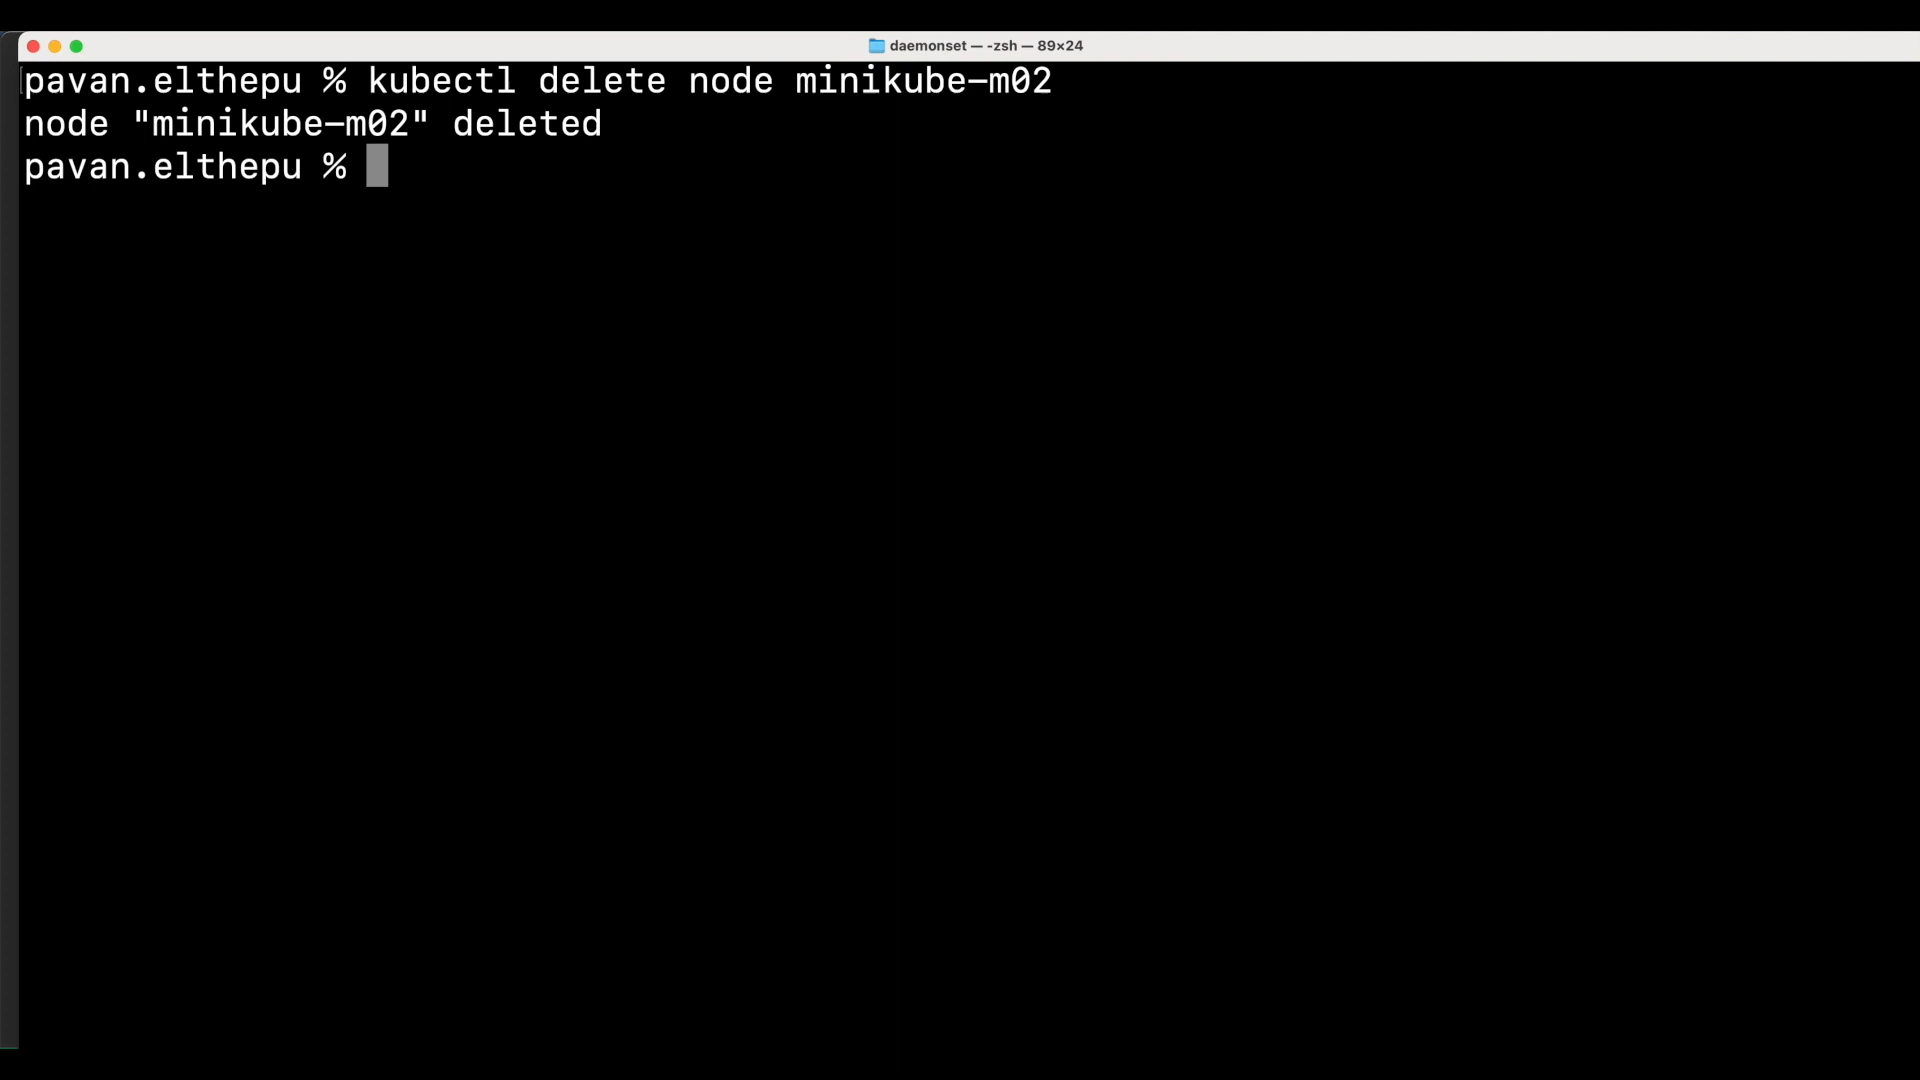 daemonset — -zsh — 89×24
pavan.elthepu % kubectl delete node minikube-m02
node "minikube-m02" deleted
pavan.elthepu %